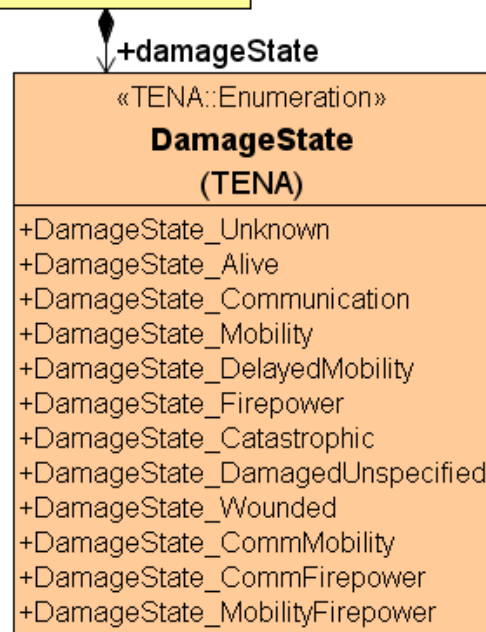 +damageState
«TENA::Enumeration»
DamageState
(TENA)
+DamageState_Unknown
+DamageState_Alive
+DamageState_Communication
+DamageState_Mobility
+DamageState_DelayedMobility
+DamageState_Firepower
+DamageState_Catastrophic
+DamageState_DamagedUnspecified
+DamageState_Wounded
+DamageState_CommMobility
+DamageState_CommFirepower
+DamageState_MobilityFirepower